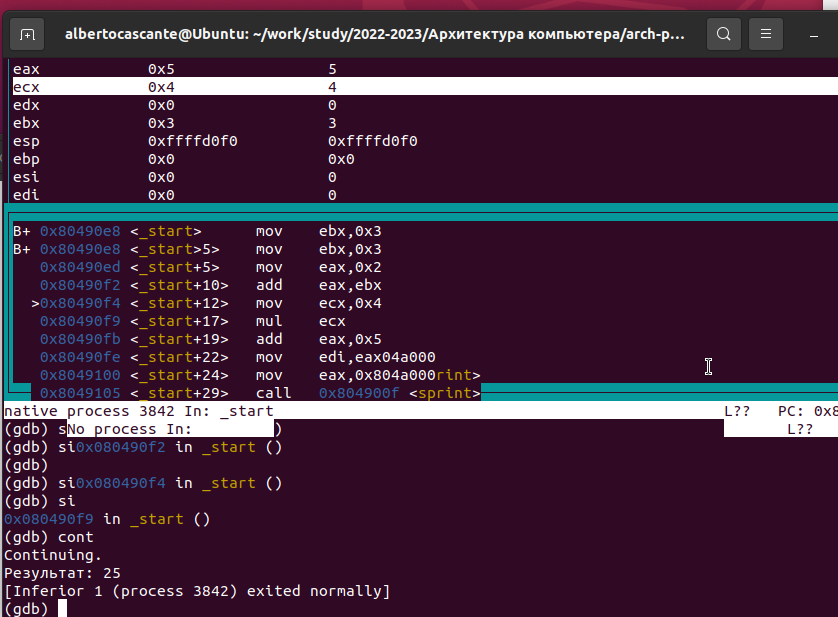 albertocascante@Ubuntu: ~/work/study/2022-2023/Архитектура компьютера/arch-p...
eax 0x5 5
ecx 0x4 4
edx 0x0 0
ebx 0x3 3
esp 0xffffd0f0 0xffffd0f0
ebp 0x0 0x0
esi 0x0 0
edi 0x0 0
B+ 0x80490e8 <_start> mov ebx,0x3
B+ 0x80490e8 <_start>5> mov ebx,0x3
0x80490ed <_start+5> mov eax,0x2
0x80490f2 <_start+10> add eax,ebx
>0x80490f4 <_start+12> mov ecx,0x4
0x80490f9 <_start+17> mul ecx
0x80490fb <_start+19> add eax,0x5
0x80490fe <_start+22> mov edi,eax04a000
0x8049100 <_start+24> mov eax,0x804a000rint>
0x8049105 <_start+29> call 0x804900f <sprint>
native process 3842 In: _start L?? PC: 0x8
(gdb) sNo process In: ) L??
(gdb) si0x080490f2 in _start ()
(gdb)
(gdb) si0x080490f4 in _start ()
(gdb) si
0x080490f9 in _start ()
(gdb) cont
Continuing.
Результат: 25
[Inferior 1 (process 3842) exited normally]
(gdb)